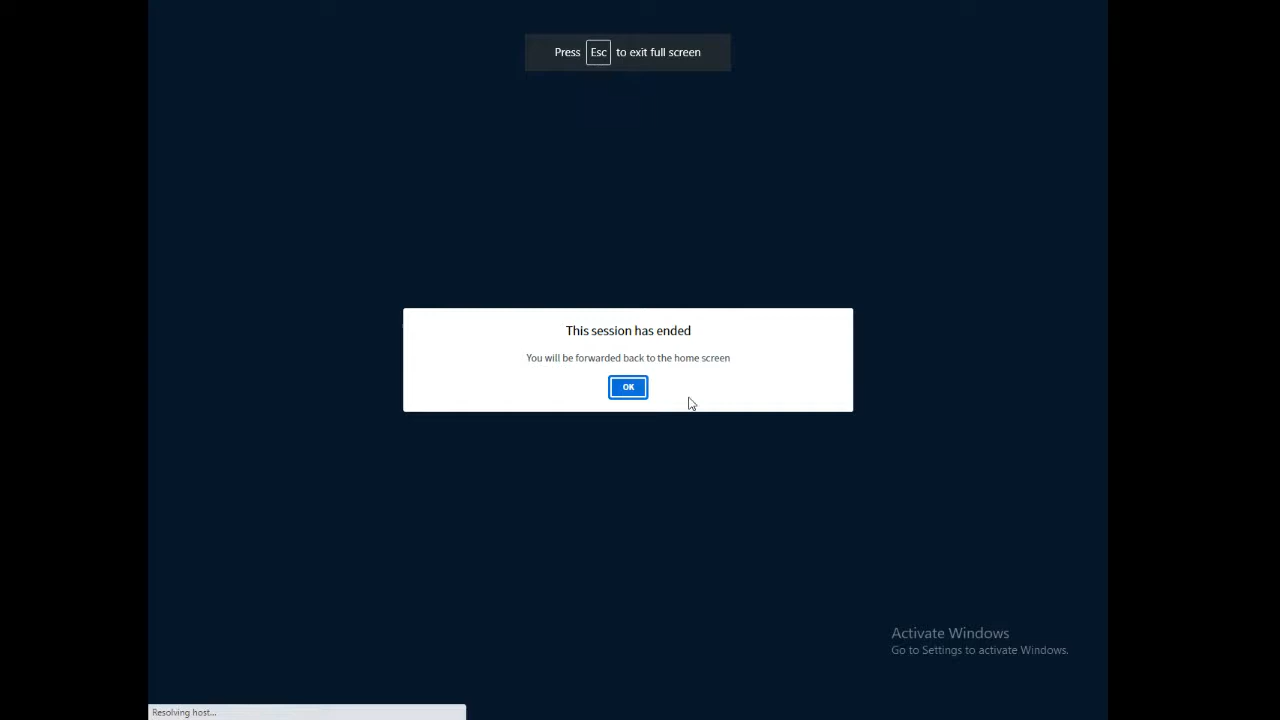 Press Esc to exit full screen
This session has ended
You will be forwarded back to the home screen
OK
Activate Windows
Go to Settings to activate Windows.
Resolving host...